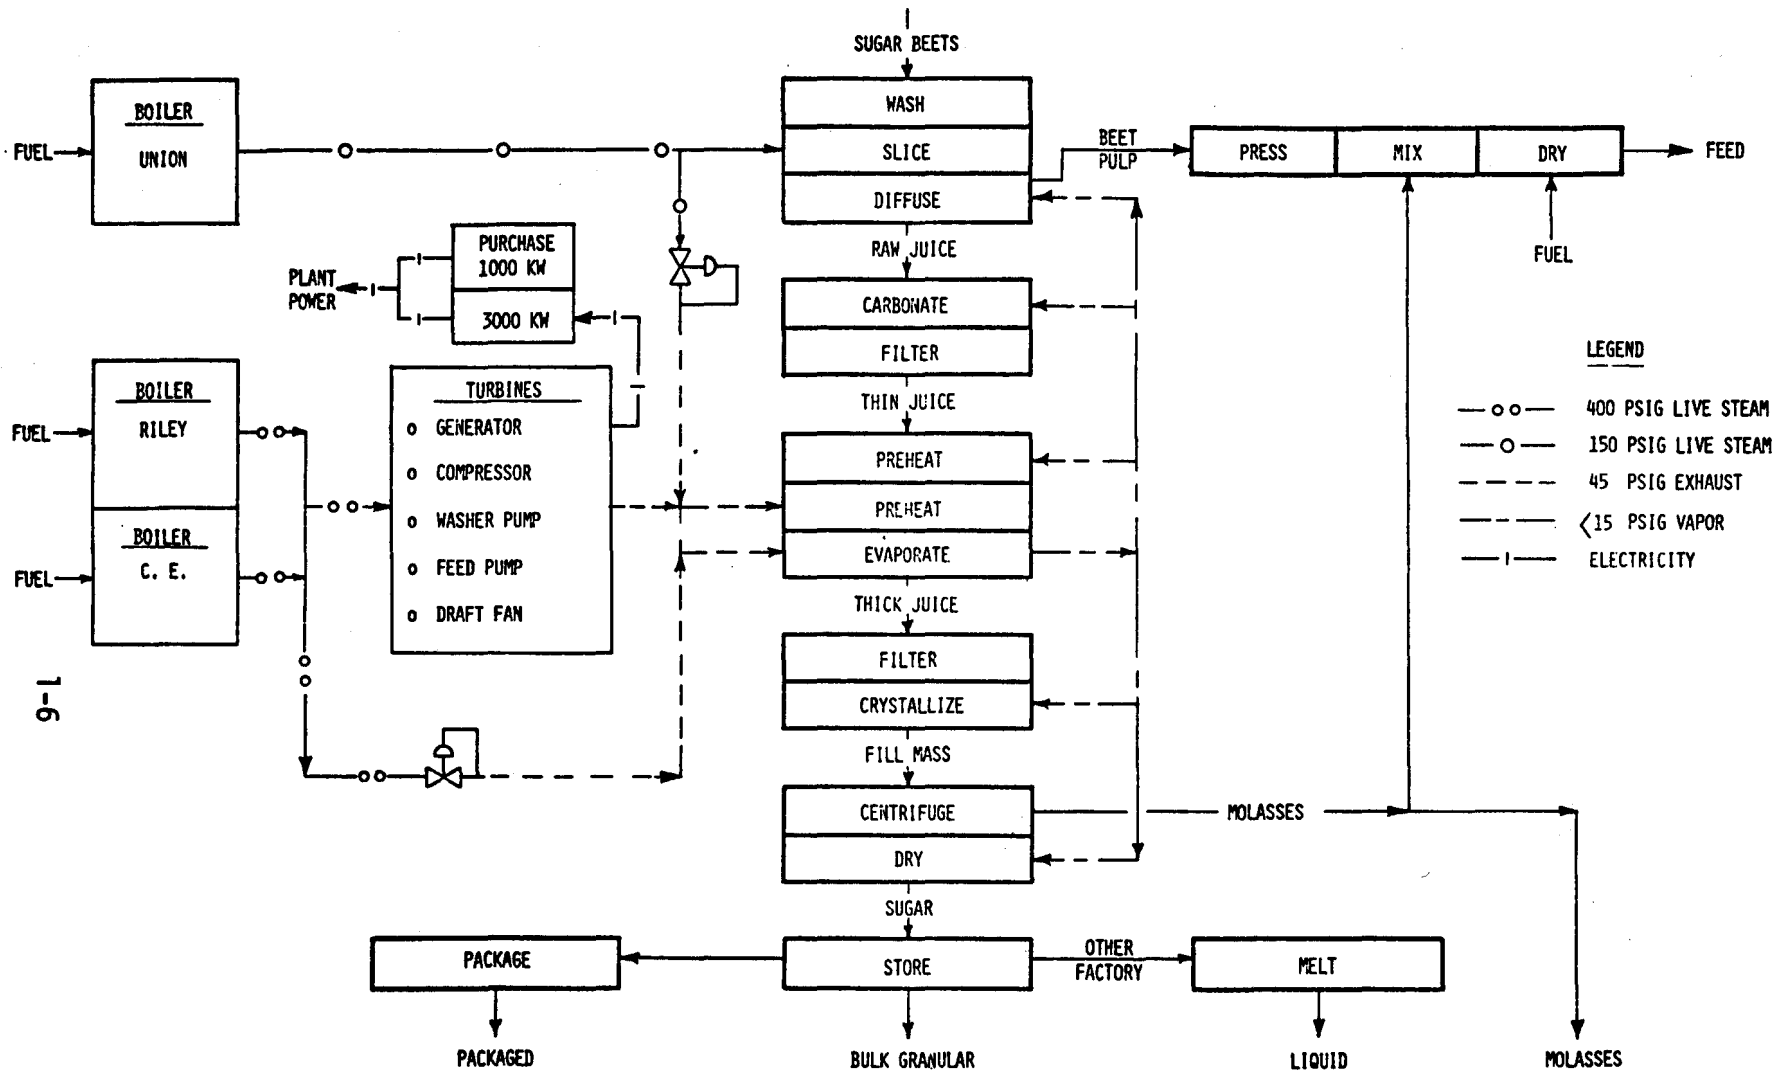 SUGAR BEETS
BOILER
UNION
FUEL
WASH
SLICE
DIFFUSE
BEET
PULP
PRESS
MIX
DRY
FEED
FUEL
RAW JUICE
PURCHASE
1000 KW
3000 KW
PLANT
POWER
CARBONATE
FILTER
THIN JUICE
BOILER
RILEY
FUEL
BOILER
C. E.
FUEL
TURBINES
o GENERATOR
o COMPRESSOR
o WASHER PUMP
o FEED PUMP
o DRAFT FAN
PREHEAT
PREHEAT
EVAPORATE
THICK JUICE
LEGEND
400 PSIG LIVE STEAM
150 PSIG LIVE STEAM
45 PSIG EXHAUST
<15 PSIG VAPOR
ELECTRICITY
FILTER
CRYSTALLIZE
FILL MASS
CENTRIFUGE
DRY
MOLASSES
SUGAR
PACKAGE
STORE
OTHER
FACTORY
MELT
PACKAGED
BULK GRANULAR
LIQUID
MOLASSES
9-L